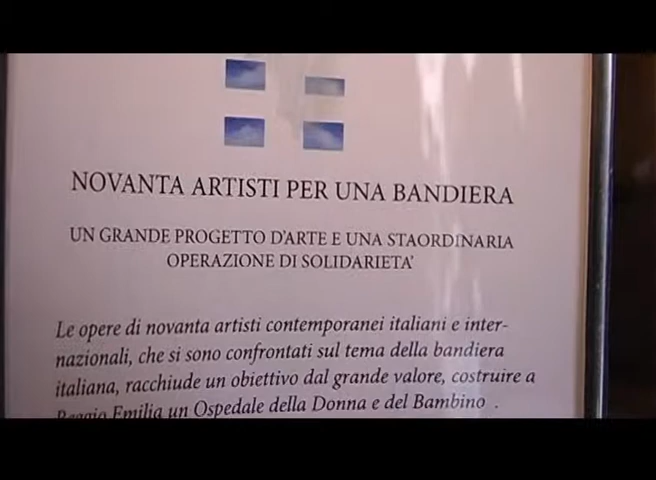 NOVANTA ARTISTI PER UNA BANDIERA
UN GRANDE PROGETTO D'ARTE E UNA STAORDINARIA
OPERAZIONE DI SOLIDARIETA'
Le opere di novanta artisti contemporanei italiani e inter-
nazionali, che si sono confrontati sul tema della bandiera
italiana, racchiude un obiettivo dal grande valore, costruire a
Reggio Emilia un Ospedale della Donna e del Bambino .